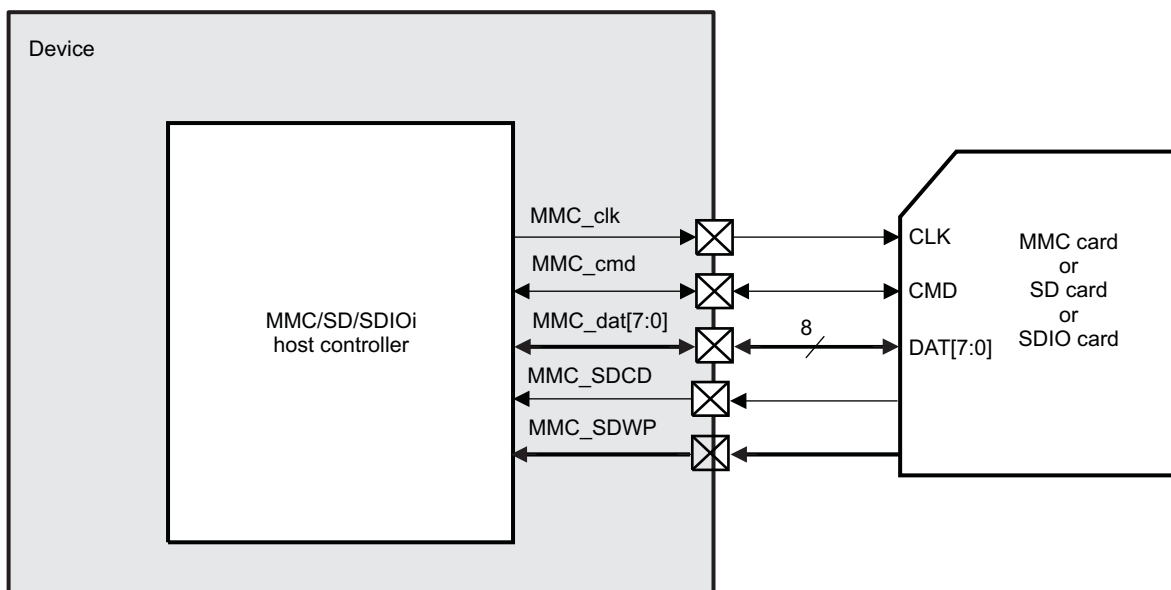 Device
MMC/SD/SDIOi
host controller
MMC_clk
MMC_cmd
MMC_dat[7:0]
MMC_SDCD
MMC_SDWP
8
CLK
CMD
DAT[7:0]
MMC card
or
SD card
or
SDIO card